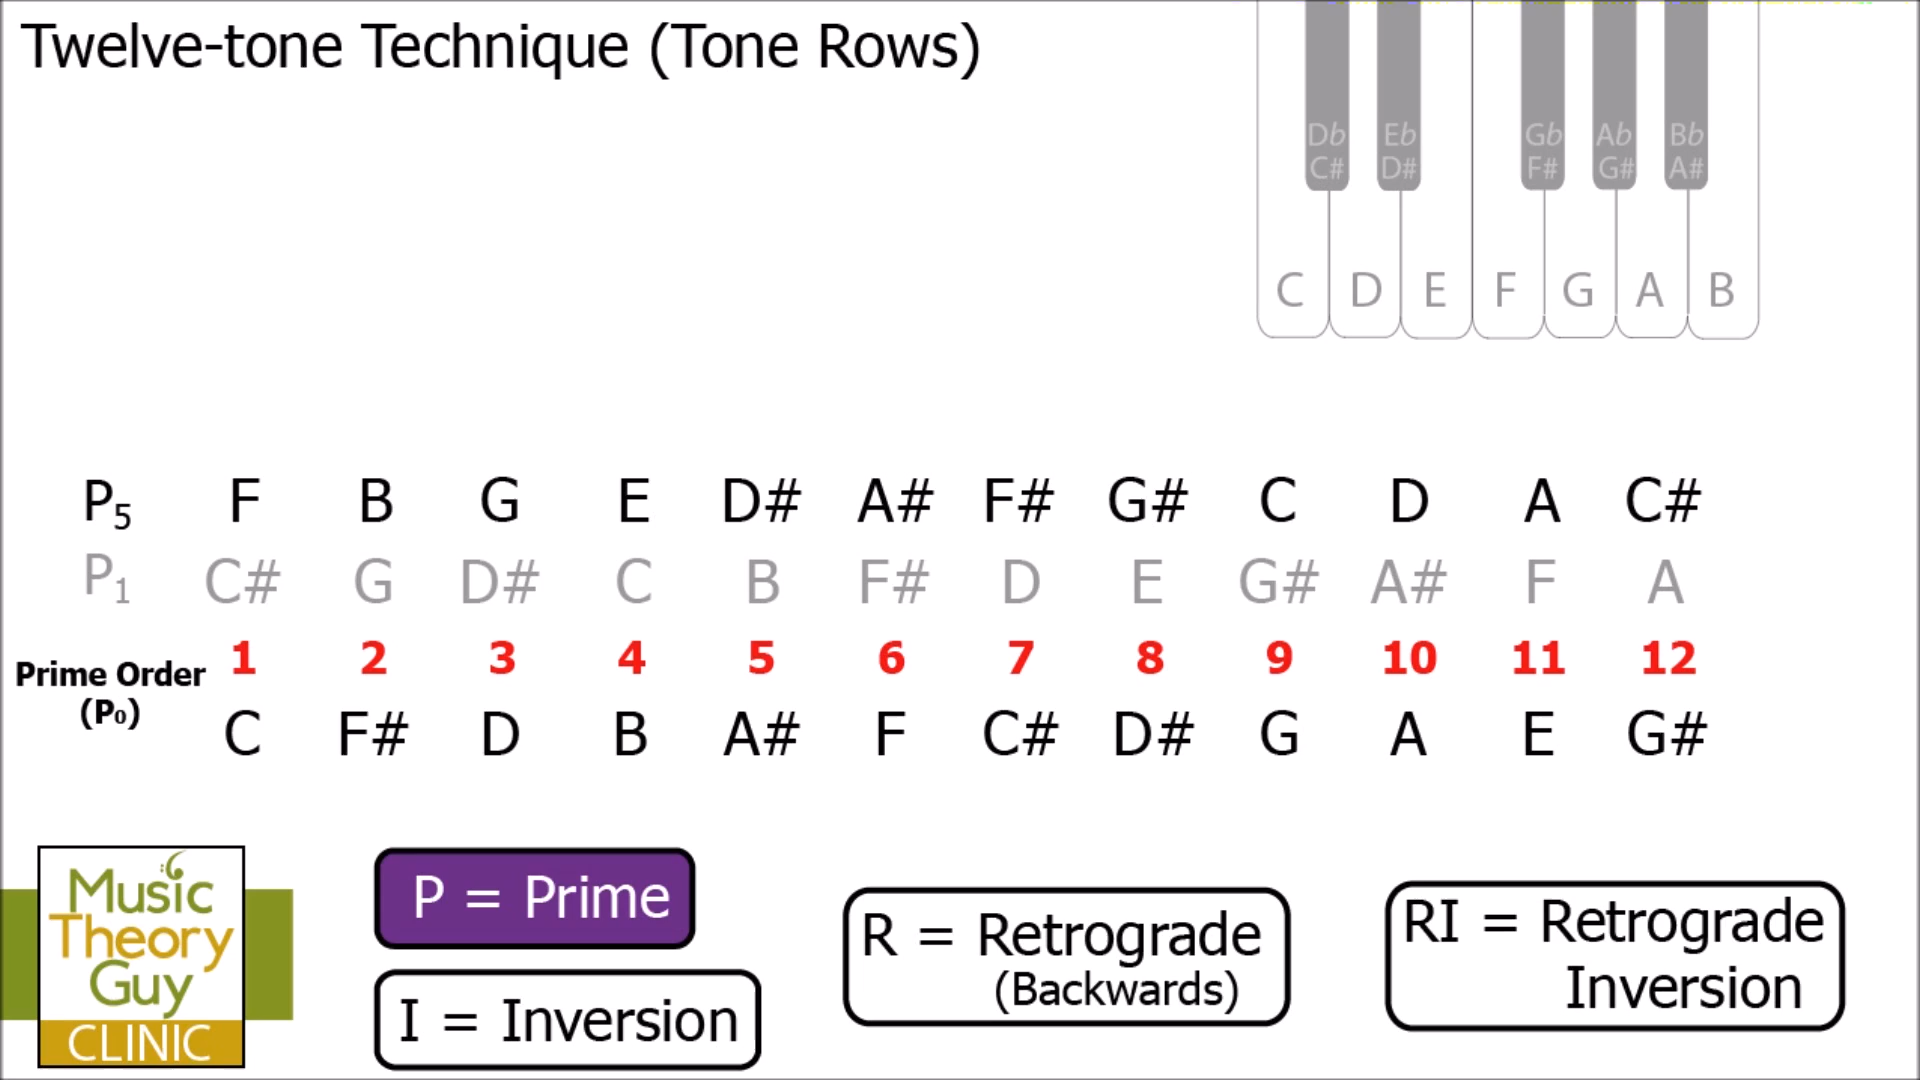 Twelve-tone Technique (Tone Rows)
Db Eb Gb Ab Bb
C# D# F# G# A#
C D E F G A B
P5 F B G E D# A# F# G# C D A C#
P1 C# G D# C B F# D E G# A# F A
Prime Order 1 2 3 4 5 6 7 8 9 10 11 12
(P0) C F# D B A# F C# D# G A E G#
Music
Theory
Guy
CLINIC
P = Prime
I = Inversion
R = Retrograde
(Backwards)
RI = Retrograde
Inversion